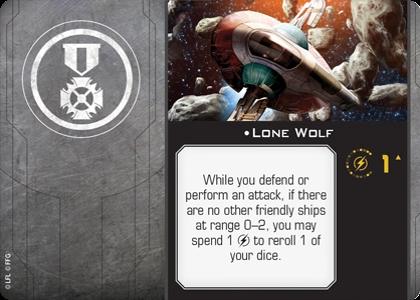 • LONE WOLF
1
While you defend or
perform an attack, if there
are no other friendly ships
at range 0–2, you may
spend 1 to reroll 1 of
your dice.
©LFL ©FFG